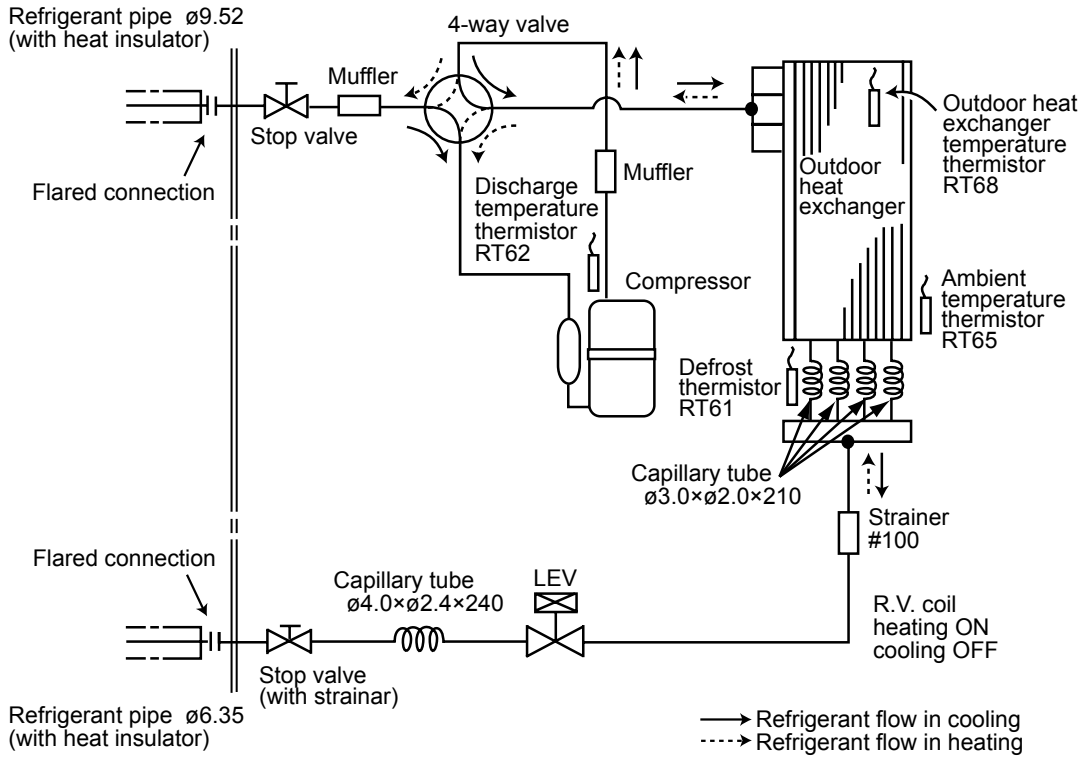 Refrigerant pipe ø9.52
(with heat insulator)
4-way valve
Muffler
Stop valve
Flared connection
Discharge
temperature
thermistor
RT62
Muffler
Compressor
Outdoor
heat
exchanger
Outdoor heat
exchanger
temperature
thermistor
RT68
Ambient
temperature
thermistor
RT65
Defrost
thermistor
RT61
Capillary tube
ø3.0×ø2.0×210
Strainer
#100
Flared connection
Capillary tube
ø4.0×ø2.4×240
LEV
R.V. coil
heating ON
cooling OFF
Stop valve
(with strainar)
Refrigerant pipe ø6.35
(with heat insulator)
Refrigerant flow in cooling
Refrigerant flow in heating